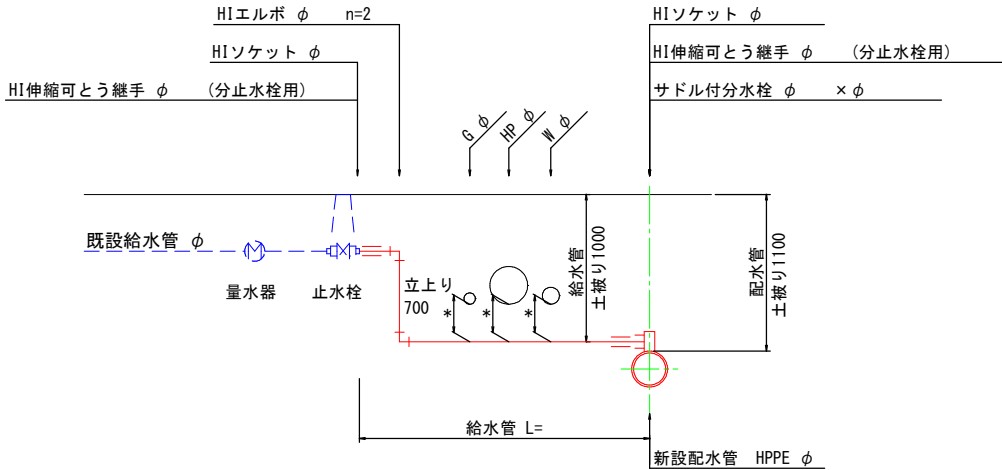 HIエルボ φ n=2
HIソケット φ
HI伸縮可とう継手 φ (分止水栓用)
HIソケット φ
HI伸縮可とう継手 φ (分止水栓用)
サドル付分水栓 φ × φ
G φ
HP φ
W φ
既設給水管 φ
量水器
止水栓
立上り
700
*
*
*
給水管
土被り1000
配水管
土被り1100
給水管 L=
新設配水管 HPPE φ